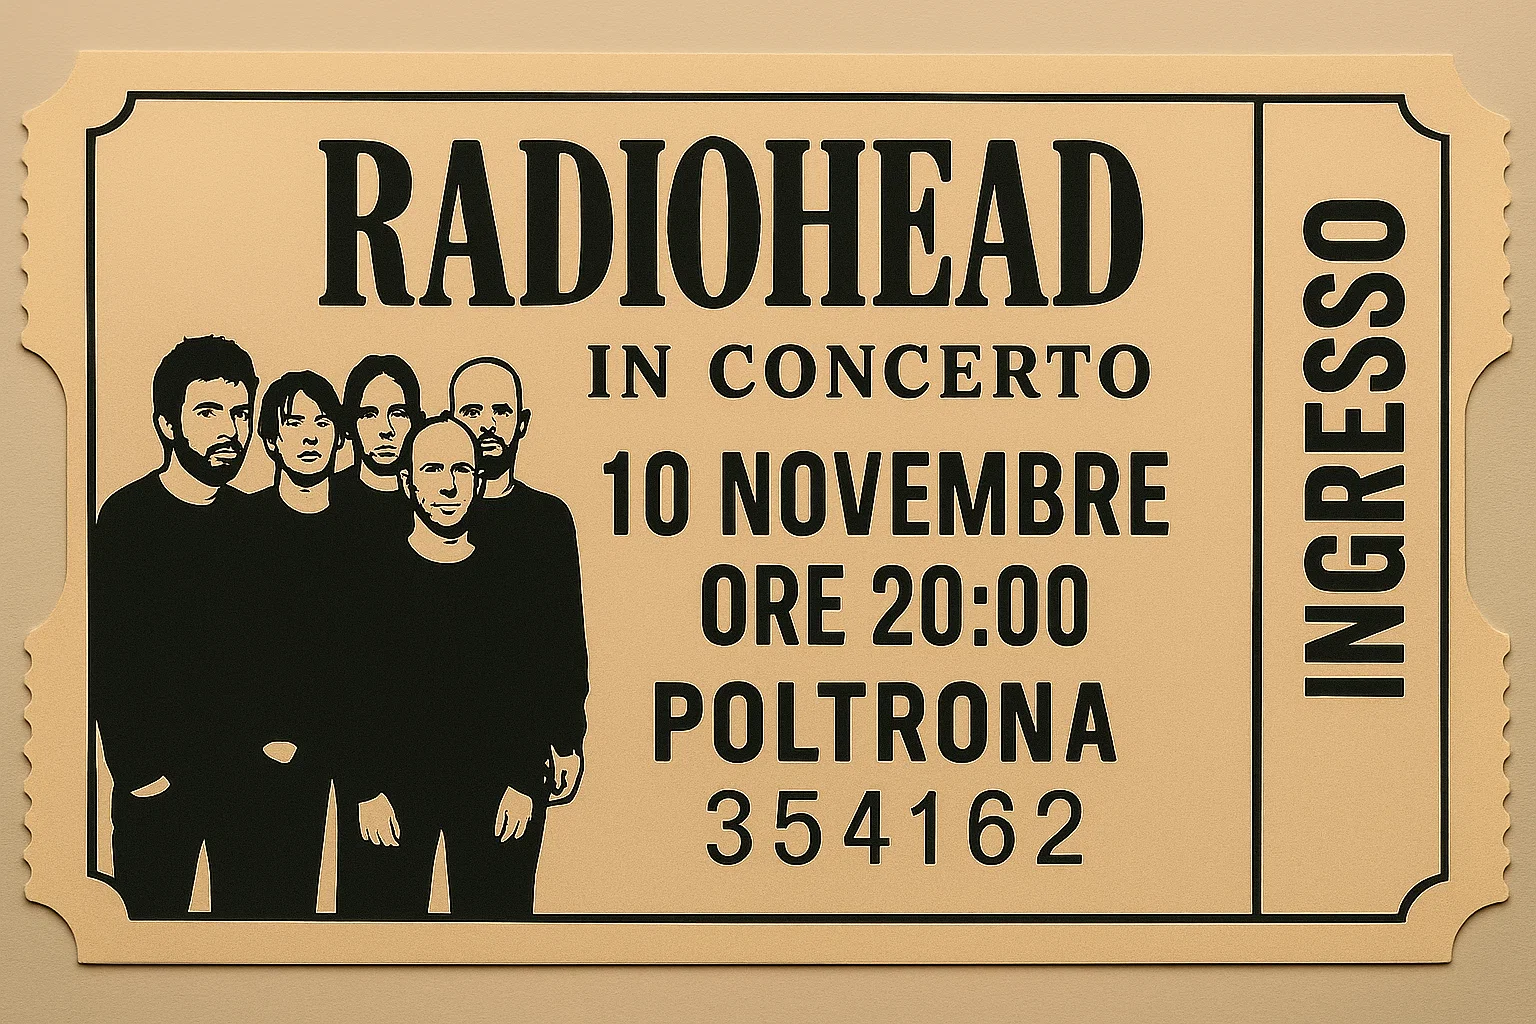 RADIOHEAD
IN CONCERTO
10 NOVEMBRE
ORE 20:00
POLTRONA
354162
INGRESSO